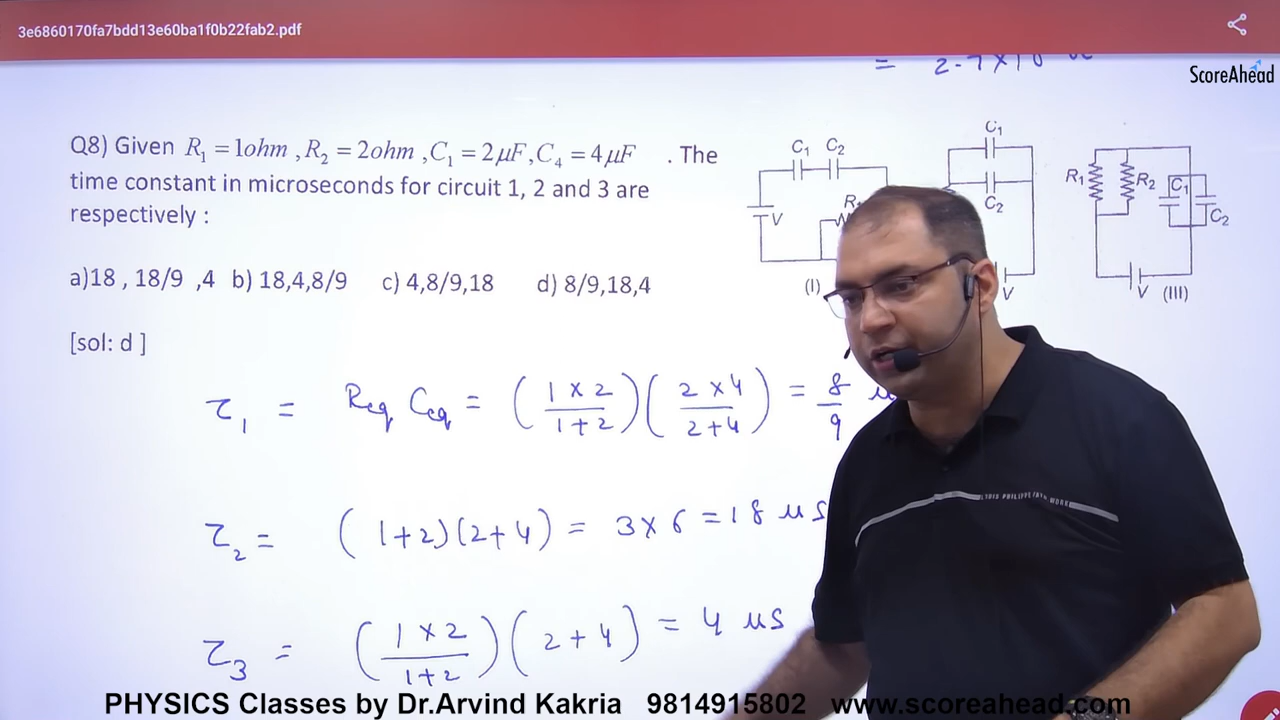 3e6860170fa7bdd13e60ba1f0b22fab2.pdf
ScoreAhead
Q8) Given R₁ = 1ohm , R₂ = 2ohm , C₁ = 2μF, C₄ = 4μF . The
time constant in microseconds for circuit 1, 2 and 3 are
respectively :
a)18 , 18/9 ,4 b) 18,4,8/9 c) 4,8/9,18 d) 8/9,18,4
[sol: d ]
C₁ C₂
V
(I)
C₁
C₂
V
R₁ R₂ C₁ C₂
V (III)
τ₁ = Req Ceq = (1 × 2 / 1 + 2) (2 × 4 / 2 + 4) = 8/9
τ₂ = (1+2)(2+4) = 3 × 6 = 18 μs
τ₃ = (1 × 2 / 1 + 2) (2 + 4) = 4 μs
PHYSICS Classes by Dr.Arvind Kakria 9814915802 www.scoreahead.com